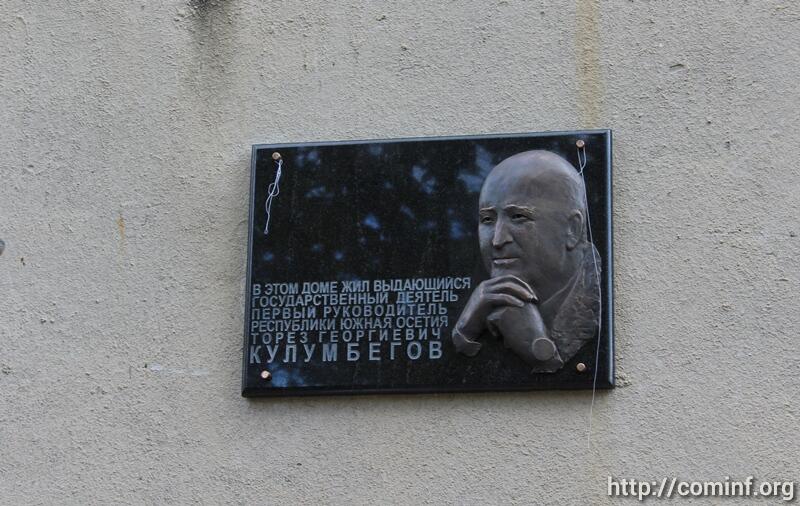 В ЭТОМ ДОМЕ ЖИЛ ВЫДАЮЩИЙСЯ
ГОСУДАРСТВЕННЫЙ ДЕЯТЕЛЬ
ПЕРВЫЙ РУКОВОДИТЕЛЬ
РЕСПУБЛИКИ ЮЖНАЯ ОСЕТИЯ
ТОРЕЗ ГЕОРГИЕВИЧ
КУЛУМБЕГОВ
http://cominf.org